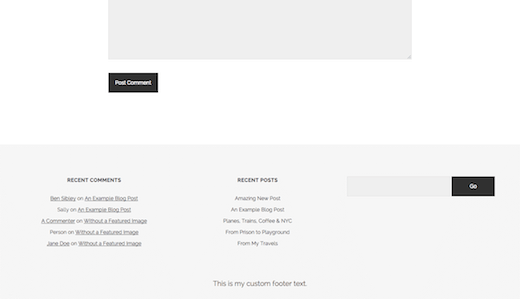 Post Comment
RECENT COMMENTS
Ben Sibley on An Example Blog Post
Sally on An Example Blog Post
A Commenter on Without a Featured Image
Person on Without a Featured Image
Jane Doe on Without a Featured Image
RECENT POSTS
Amazing New Post
An Example Blog Post
Planes, Trains, Coffee & NYC
From Prison to Playground
From My Travels
Go
This is my custom footer text.